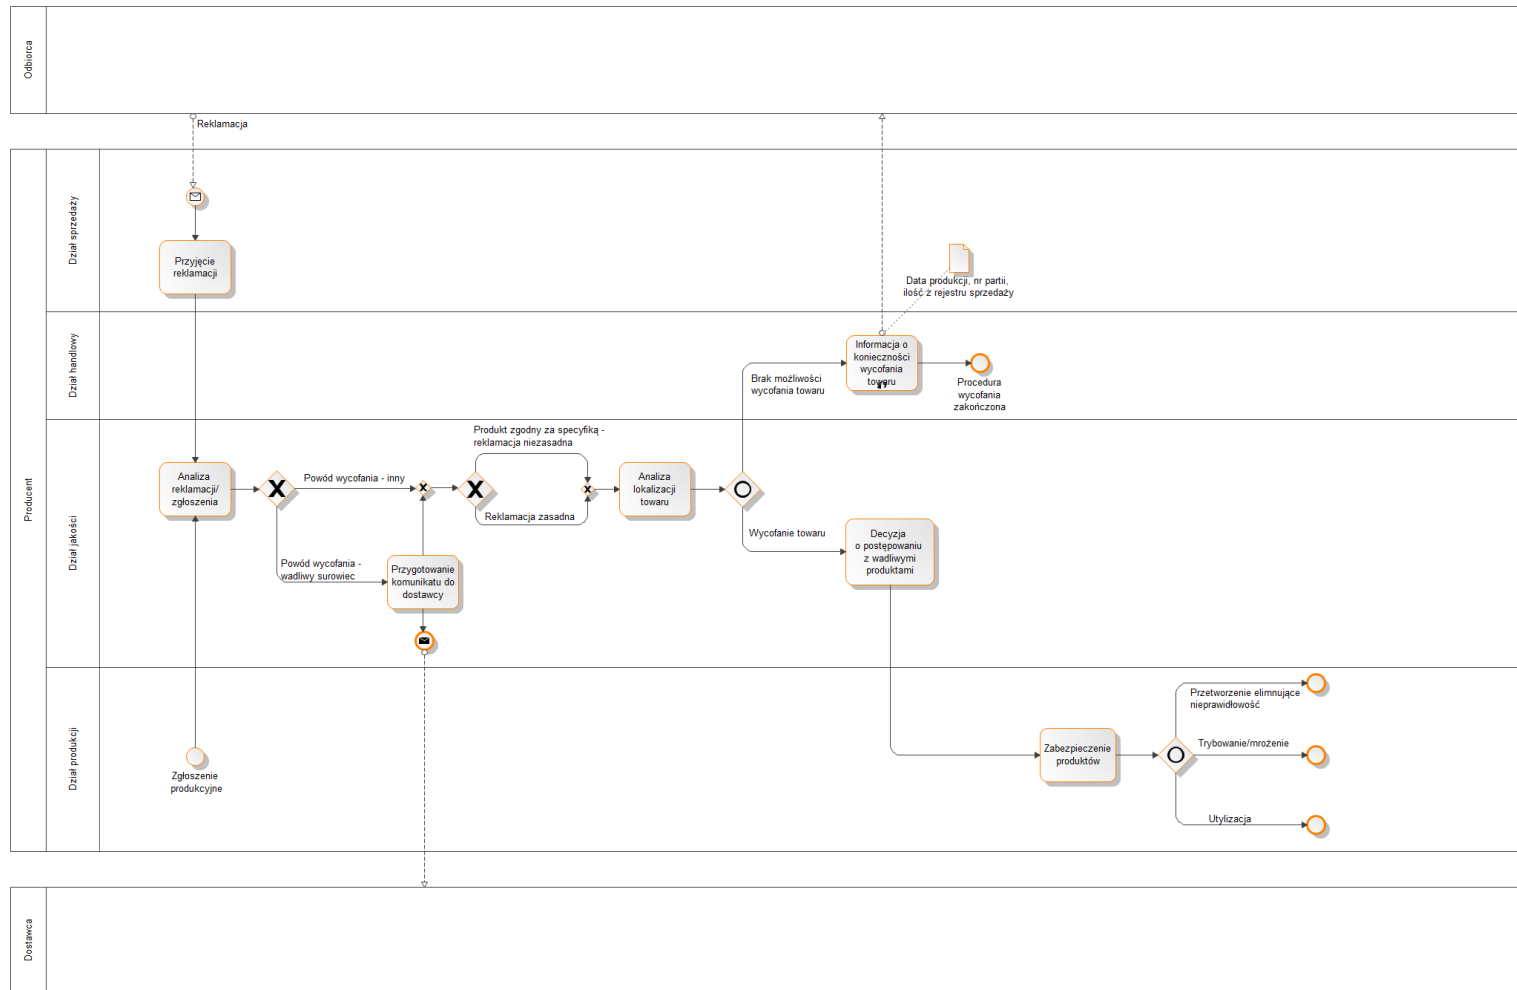 Odbiorca
Reklamacja
Producent
Dział sprzedaży
Przyjęcie
reklamacji
Data produkcji, nr partii,
ilość z rejestru sprzedaży
Dział handlowy
Informacja o
konieczności
wycofania
towaru
Brak możliwości
wycofania towaru
Procedura
wycofania
zakończona
Dział jakości
Produkt zgodny za specyfiką -
reklamacja niezasadna
Analiza
reklamacji/
zgłoszenia
Powód wycofania - inny
Reklamacja zasadna
Analiza
lokalizacji
towaru
Wycofanie towaru
Decyzja
o postępowaniu
z wadliwymi
produktami
Powód wycofania -
wadliwy surowiec
Przygotowanie
komunikatu do
dostawcy
Dział produkcji
Zgłoszenie
produkcyjne
Zabezpieczenie
produktów
Przetworzenie elimnujące
nieprawidłowość
Trybowanie/mrożenie
Utylizacja
Dostawca